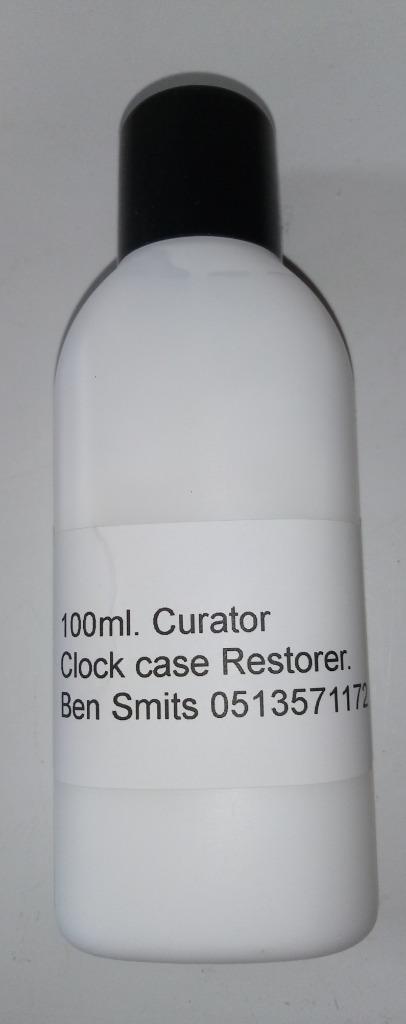 100ml. Curator
Clock case Restorer.
Ben Smits 0513571172